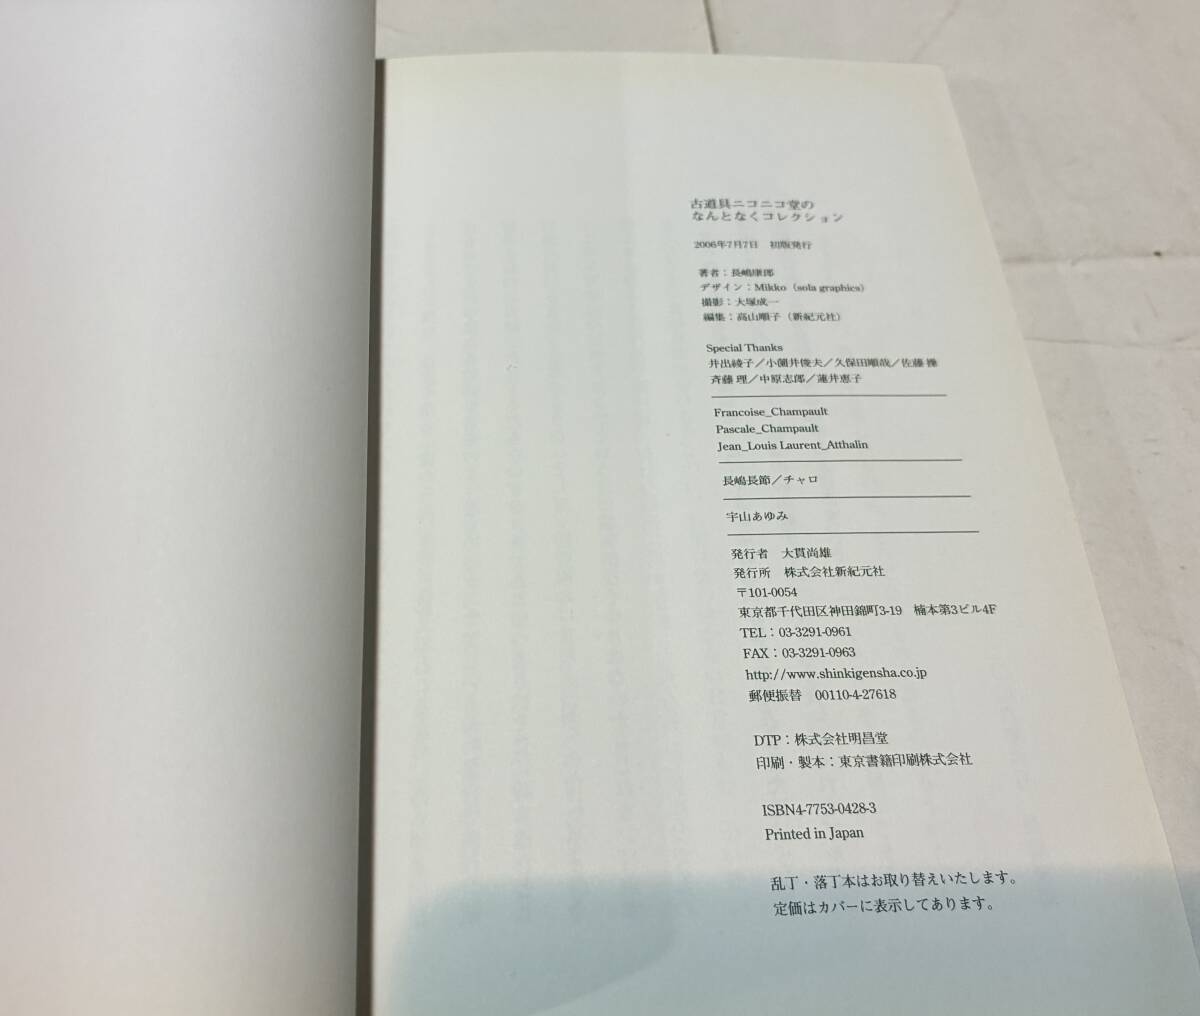 古道具ニコニコ堂の
なんとなくコレクション
2006年7月7日　初版発行
著者：長嶋康郎
デザイン：Mikko（sola graphics）
撮影：大塚成一
編集：高山順子（新紀元社）
Special Thanks
井出綾子／小薗井俊夫／久保田順哉／佐藤 操
斉藤 理／中原志郎／蓮井恵子
Francoise_Champault
Pascale_Champault
Jean_Louis Laurent_Atthalin
長嶋長節／チャロ
宇山あゆみ
発行者　大貫尚雄
発行所　株式会社新紀元社
〒101-0054
東京都千代田区神田錦町3-19　楠本第3ビル4F
TEL：03-3291-0961
FAX：03-3291-0963
http://www.shinkigensha.co.jp
郵便振替　00110-4-27618
DTP：株式会社明昌堂
印刷・製本：東京書籍印刷株式会社
ISBN4-7753-0428-3
Printed in Japan
乱丁・落丁本はお取り替えいたします。
定価はカバーに表示してあります。